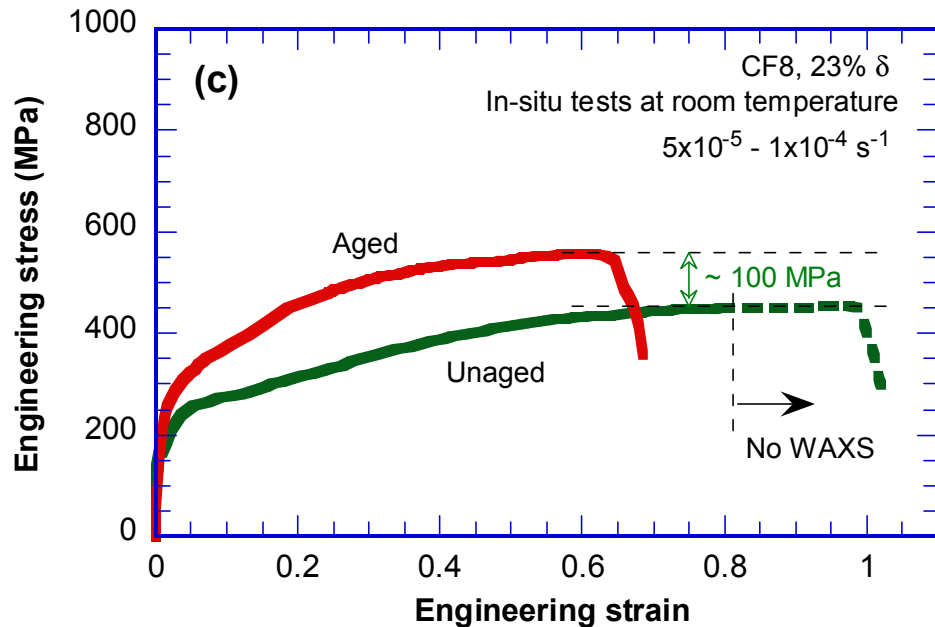 1000
800
600
400
200
0
Engineering stress (MPa)
(c)
CF8, 23% δ
In-situ tests at room temperature
5x10⁻⁵ - 1x10⁻⁴ s⁻¹
Aged
~ 100 MPa
Unaged
No WAXS
0 0.2 0.4 0.6 0.8 1
Engineering strain